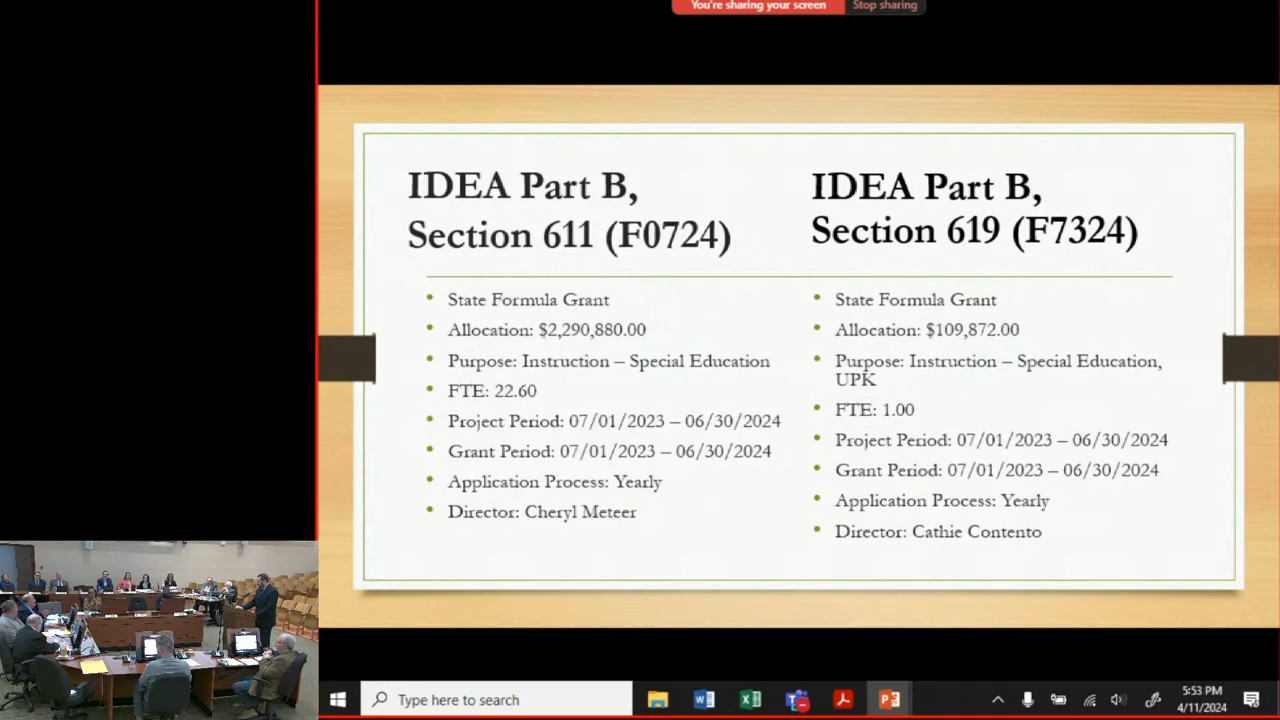 You're sharing your screen
Stop sharing
IDEA Part B,
Section 611 (F0724)
State Formula Grant
Allocation: $2,290,880.00
Purpose: Instruction – Special Education
FTE: 22.60
Project Period: 07/01/2023 – 06/30/2024
Grant Period: 07/01/2023 – 06/30/2024
Application Process: Yearly
Director: Cheryl Meteer
IDEA Part B,
Section 619 (F7324)
State Formula Grant
Allocation: $109,872.00
Purpose: Instruction – Special Education,
UPK
FTE: 1.00
Project Period: 07/01/2023 – 06/30/2024
Grant Period: 07/01/2023 – 06/30/2024
Application Process: Yearly
Director: Cathie Contento
Type here to search
5:53 PM
4/11/2024